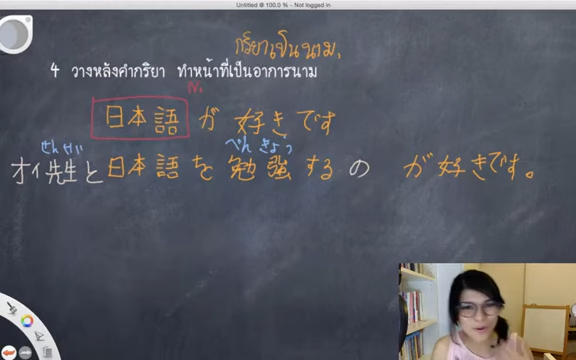 Untitled @ 100.0 % - Not logged in
กริยาเป็นนาม,
4 วางหลังคำกริยา ทำหน้าที่เป็นอาการนาม
N.
日本語 が 好きです
せんせい べんきょう
オイ先生と日本語を勉強するの が好きです。